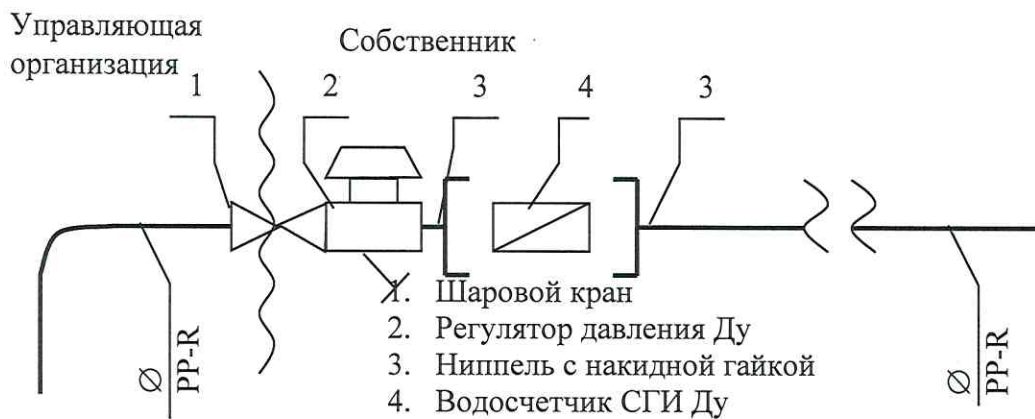 Управляющая
организация
Собственник
1
2
3
4
3
1. Шаровой кран
2. Регулятор давления Ду
3. Ниппель с накидной гайкой
4. Водосчетчик СГИ Ду
Ø
PP-R
Ø
PP-R